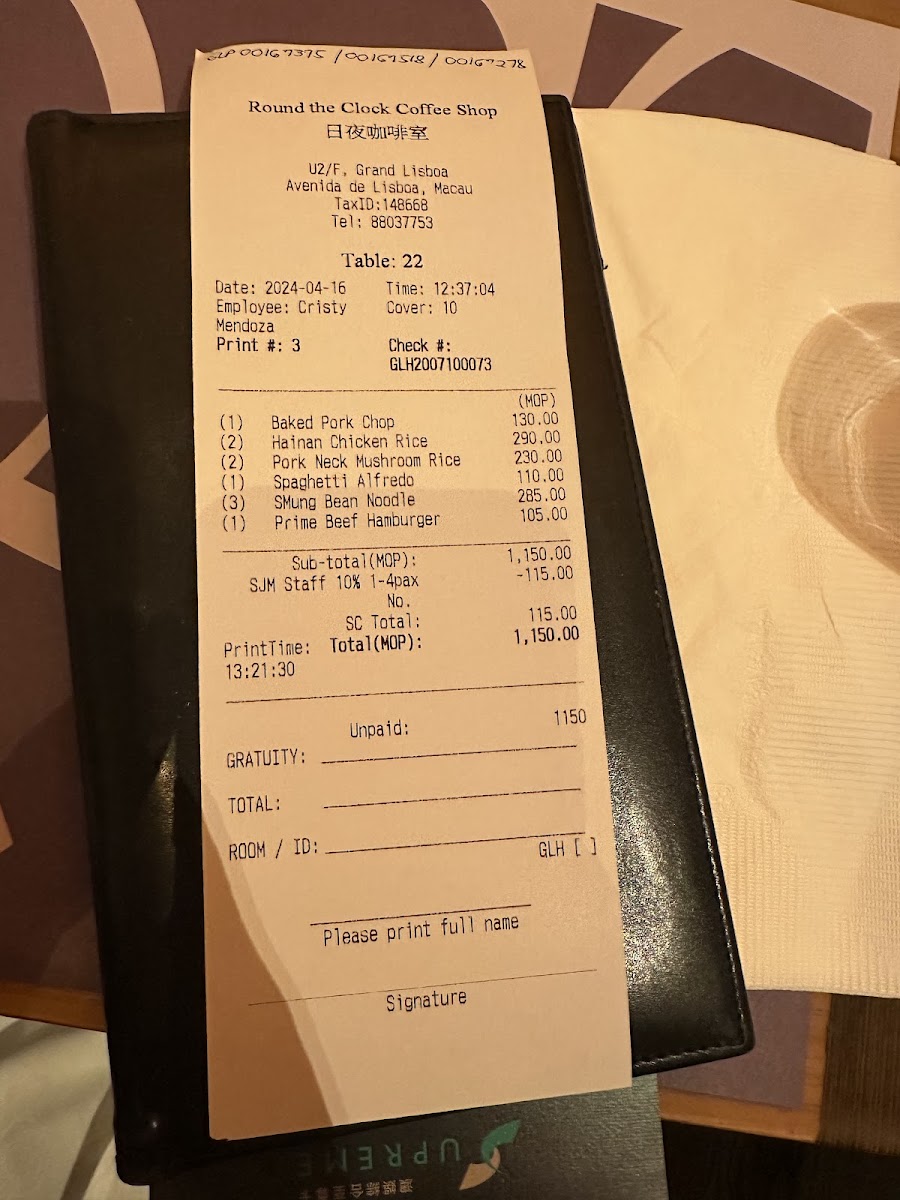 GLP 00167375 / 00167518 / 00167278
Round the Clock Coffee Shop
日夜咖啡室
U2/F, Grand Lisboa
Avenida de Lisboa, Macau
TaxID:148668
Tel: 88037753
Table: 22
Date: 2024-04-16 Time: 12:37:04
Employee: Cristy Mendoza Cover: 10
Print #: 3 Check #:
GLH2007100073
(MOP)
(1) Baked Pork Chop 130.00
(2) Hainan Chicken Rice 290.00
(2) Pork Neck Mushroom Rice 230.00
(1) Spaghetti Alfredo 110.00
(3) SMung Bean Noodle 285.00
(1) Prime Beef Hamburger 105.00
Sub-total(MOP): 1,150.00
SJM Staff 10% 1-4pax -115.00
No.
SC Total: 115.00
PrintTime: Total(MOP): 1,150.00
13:21:30
Unpaid: 1150
GRATUITY:
TOTAL:
ROOM / ID: GLH [ ]
Please print full name
Signature
UPREME